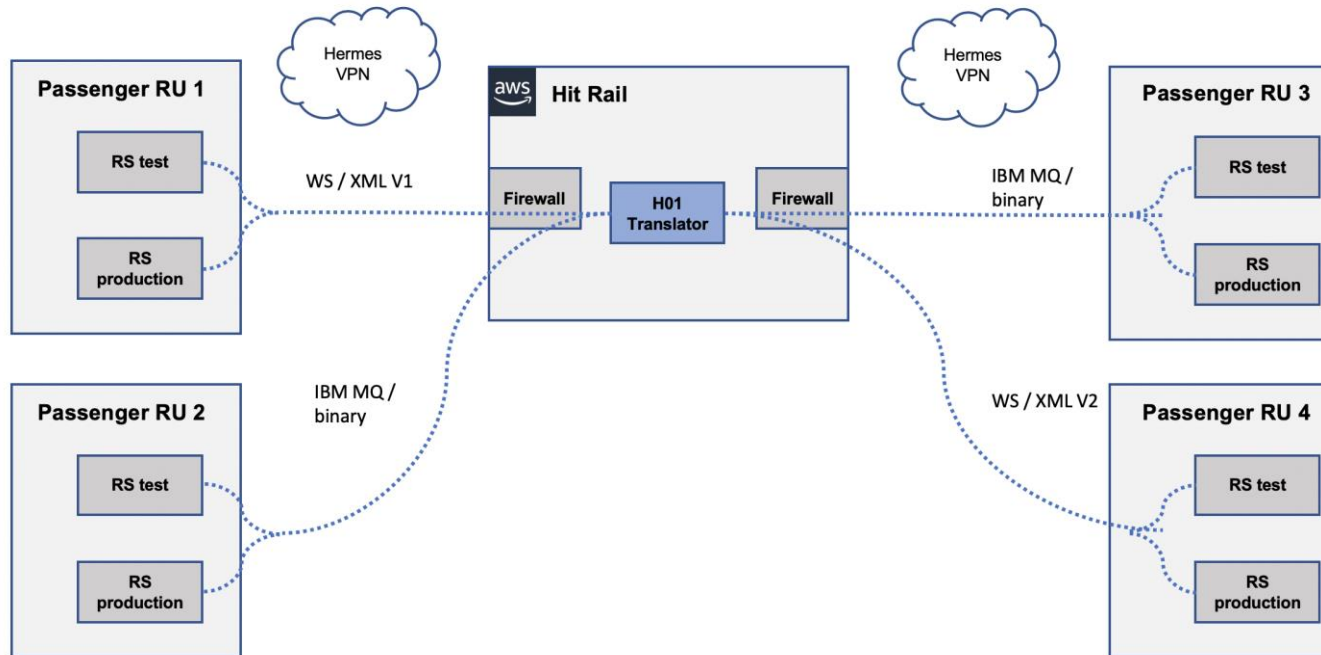 Hermes
VPN
Hermes
VPN
Passenger RU 1
RS test
RS
production
WS / XML V1
aws
Hit Rail
Firewall
H01
Translator
Firewall
IBM MQ /
binary
Passenger RU 3
RS test
RS
production
Passenger RU 2
RS test
RS
production
IBM MQ /
binary
WS / XML V2
Passenger RU 4
RS test
RS
production